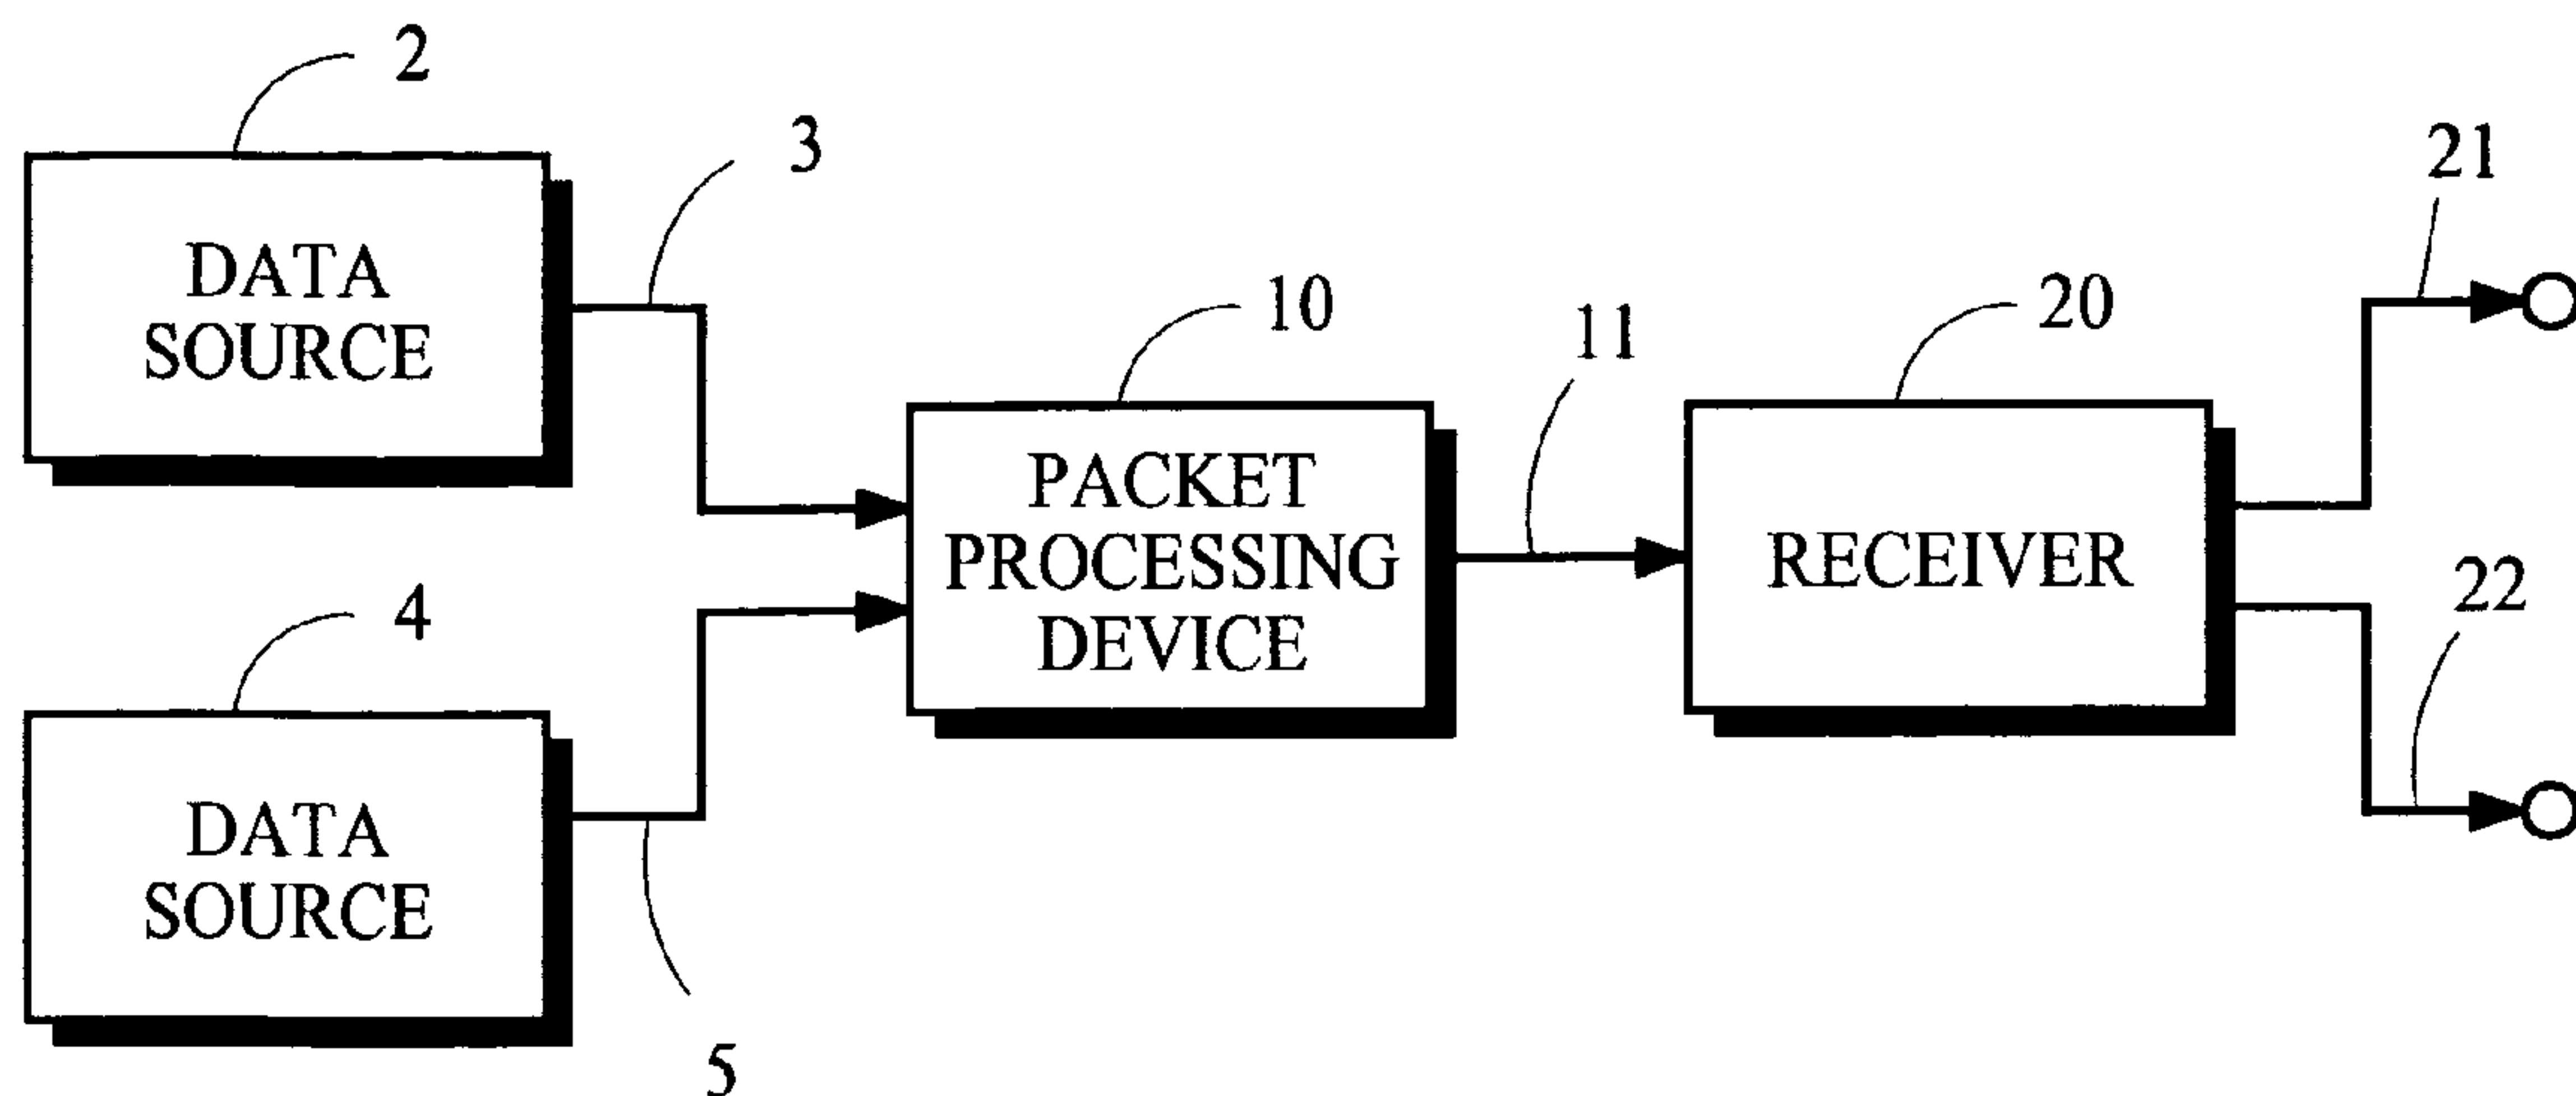 2
3
21
DATA
SOURCE
10
11
20
PACKET
PROCESSING
DEVICE
RECEIVER
22
4
DATA
SOURCE
5